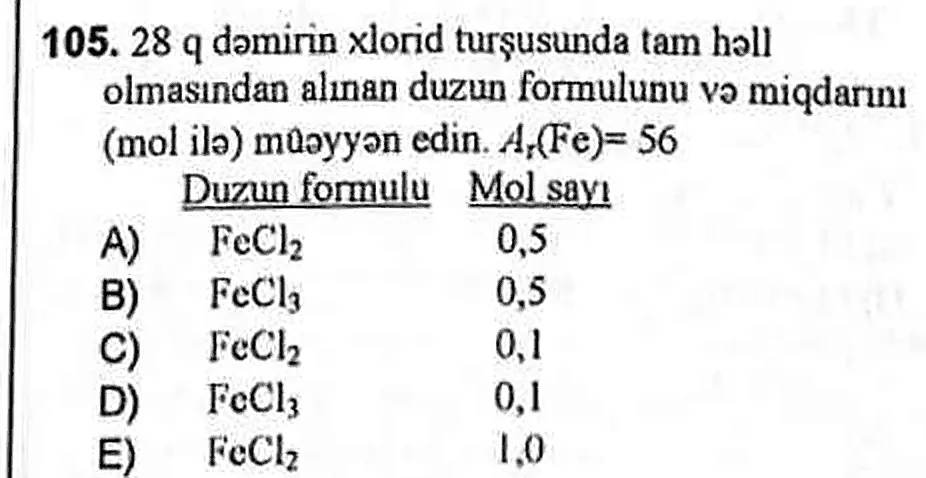 105. 28 q dəmirin xlorid turşusunda tam həll
olmasından alınan duzun formulunu və miqdarını
(mol ilə) müəyyən edin. Aᵣ(Fe)= 56
Duzun formulu Mol sayı
A) FeCl₂ 0,5
B) FeCl₃ 0,5
C) FeCl₂ 0,1
D) FeCl₃ 0,1
E) FeCl₂ 1,0